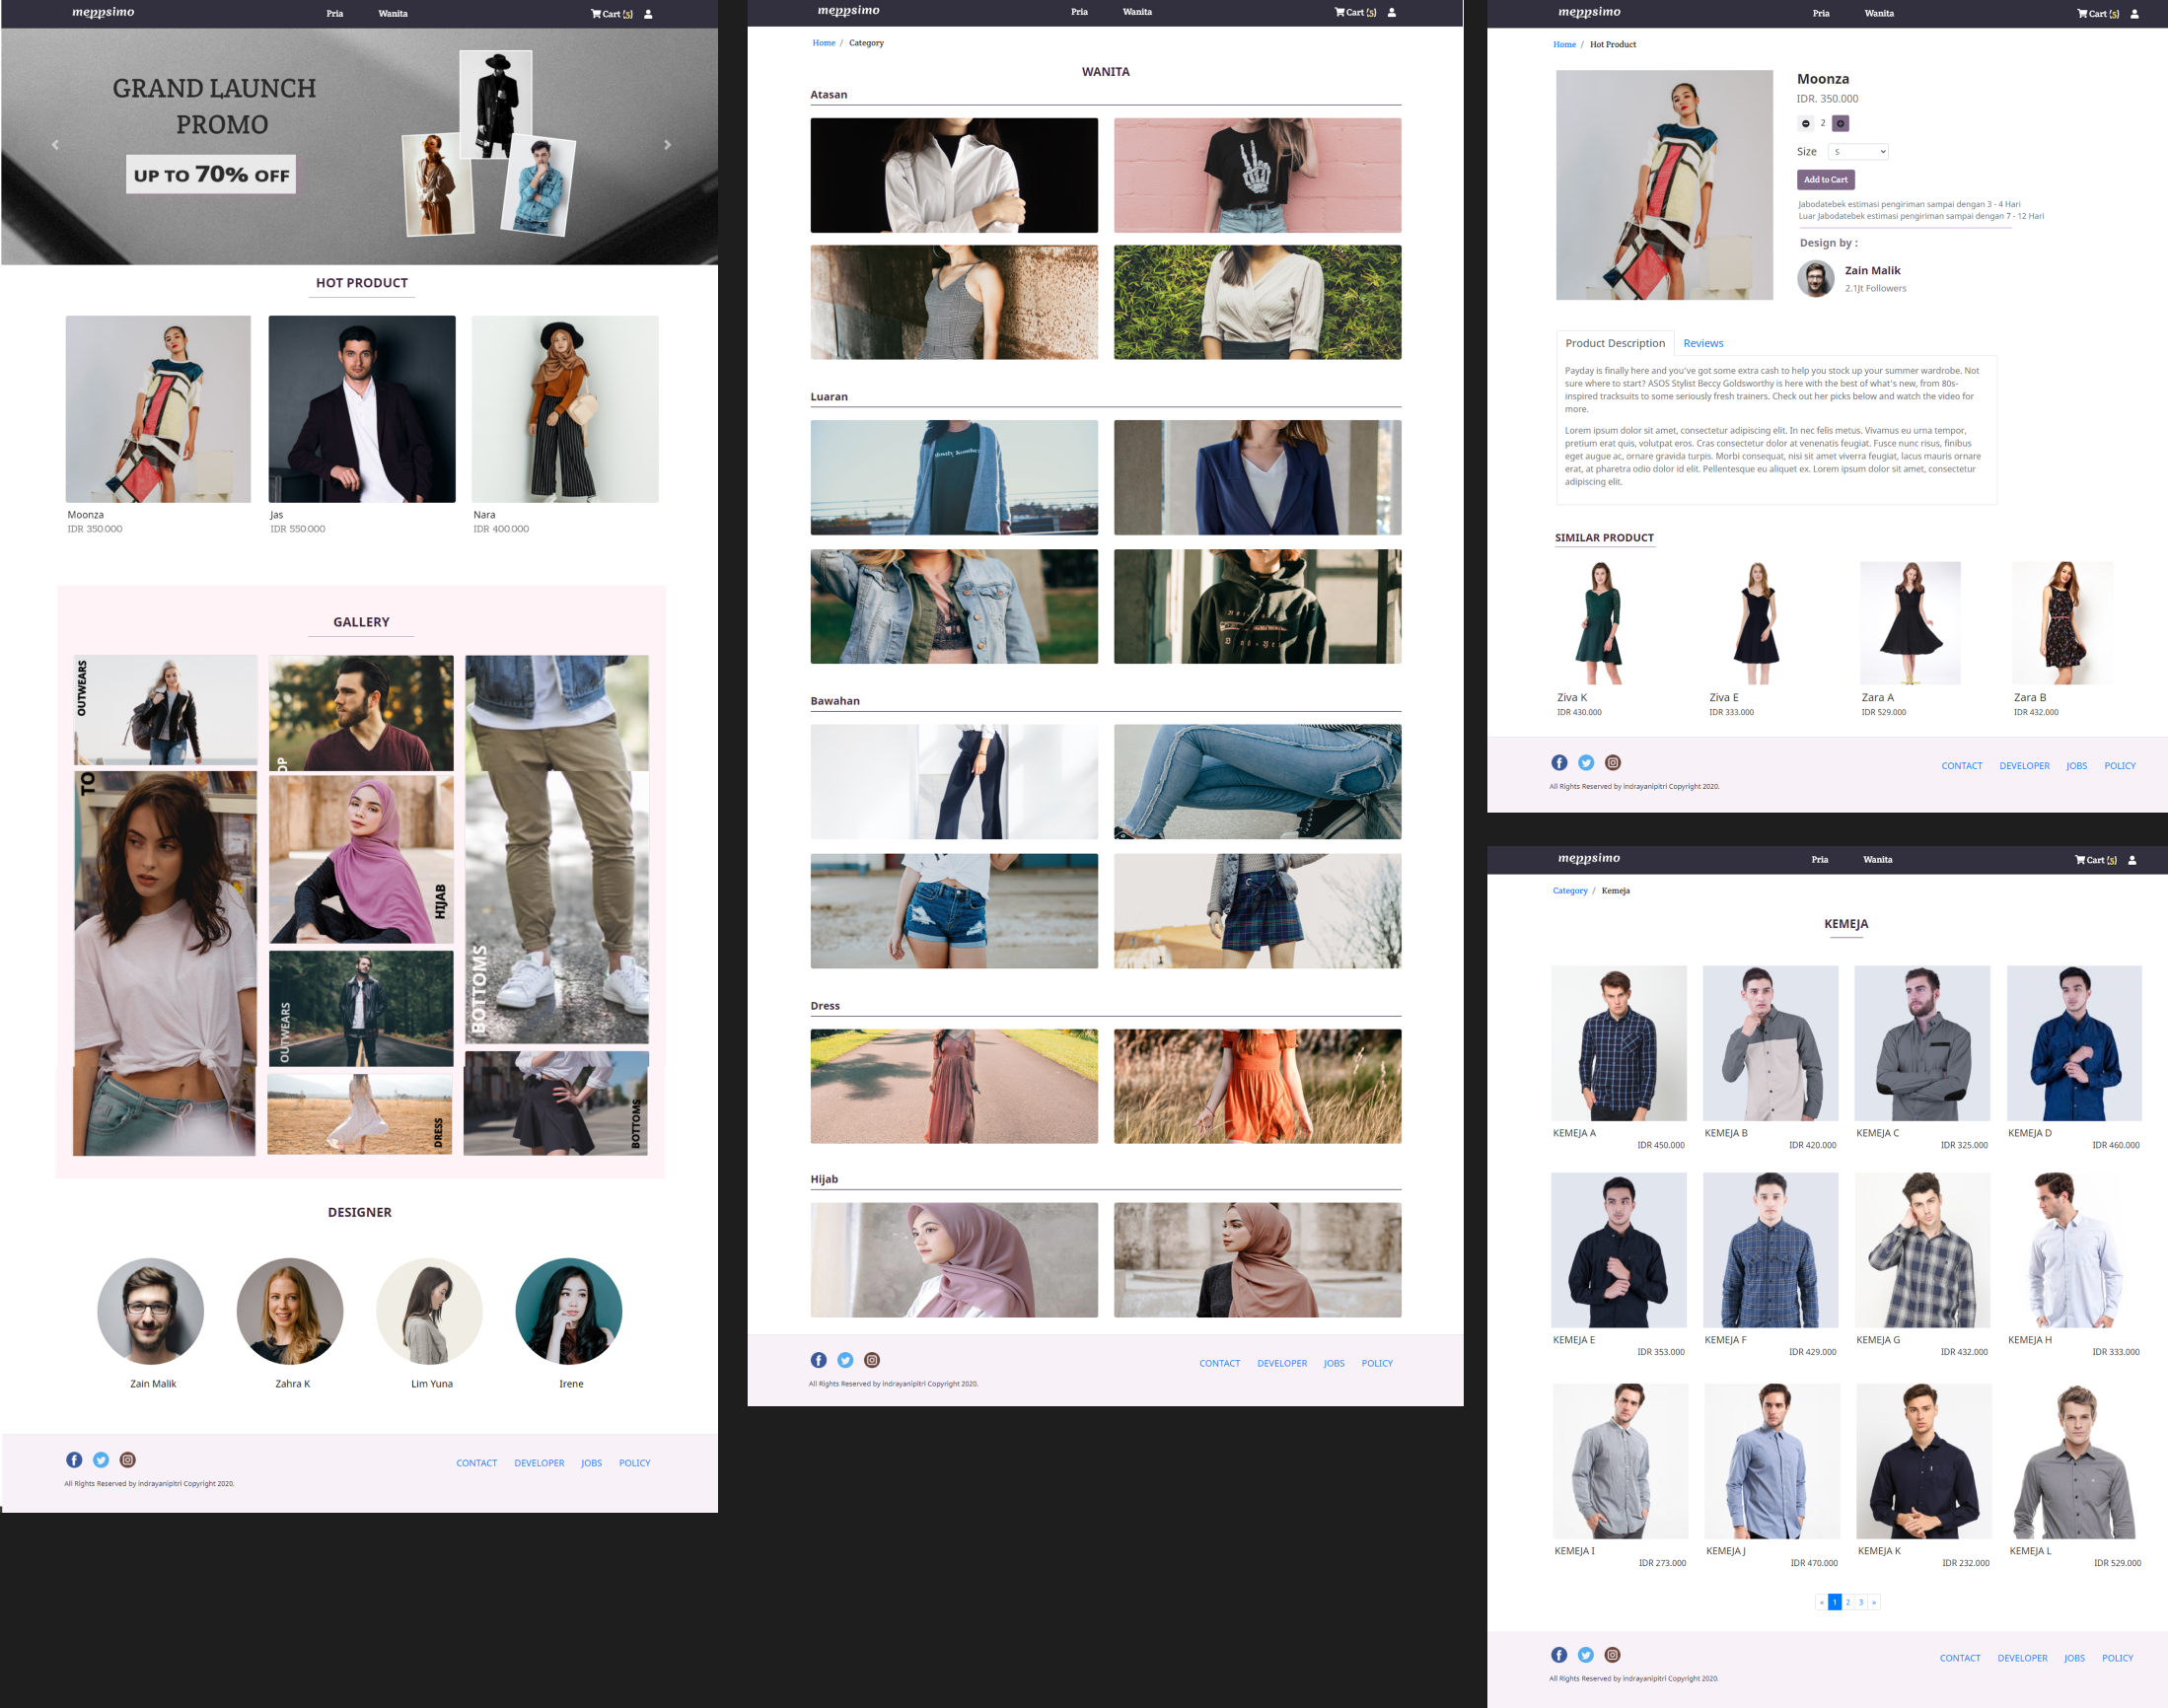 meppsimo
Pria Wanita
Cart (5)
GRAND LAUNCH
PROMO
UP TO 70% OFF
HOT PRODUCT
Moonza
IDR 350.000
Jas
IDR 550.000
Nara
IDR 400.000
GALLERY
OUTWEARS
OP
BOTTOMS
TO
HIJAB
OUTWEARS
DRESS
BOTTOMS
DESIGNER
Zain Malik
Zahra K
Lim Yuna
Irene
CONTACT DEVELOPER JOBS POLICY
All Rights Reserved by indrayanipitri Copyright 2020.
meppsimo
Pria Wanita
Cart (5)
Home / Category
WANITA
Atasan
Luaran
Bawahan
Dress
Hijab
CONTACT DEVELOPER JOBS POLICY
All Rights Reserved by indrayanipitri Copyright 2020.
meppsimo
Pria Wanita
Cart (5)
Home / Hot Product
Moonza
IDR. 350.000
2
Size S
Add to Cart
Jabodatebek estimasi pengiriman sampai dengan 3 - 4 Hari
Luar Jabodatebek estimasi pengiriman sampai dengan 7 - 12 Hari
Design by :
Zain Malik
2.1Jt Followers
Product Description Reviews
Payday is finally here and you've got some extra cash to help you stock up your summer wardrobe. Not
sure where to start? ASOS Stylist Beccy Goldsworthy is here with the best of what's new, from 80s-
inspired tracksuits to some seriously fresh trainers. Check out her picks below and watch the video for
more.
Lorem ipsum dolor sit amet, consectetur adipiscing elit. In nec felis metus. Vivamus eu urna tempor,
pretium erat quis, volutpat eros. Cras consectetur dolor at venenatis feugiat. Fusce nunc risus, finibus
eget augue ac, ornare gravida turpis. Morbi consequat, nisi sit amet viverra feugiat, lacus mauris ornare
erat, at pharetra odio dolor id elit. Pellentesque eu aliquet ex. Lorem ipsum dolor sit amet, consectetur
adipiscing elit.
SIMILAR PRODUCT
Ziva K
IDR 430.000
Ziva E
IDR 333.000
Zara A
IDR 529.000
Zara B
IDR 432.000
CONTACT DEVELOPER JOBS POLICY
All Rights Reserved by indrayanipitri Copyright 2020.
meppsimo
Pria Wanita
Cart (5)
Category / Kemeja
KEMEJA
KEMEJA A
IDR 450.000
KEMEJA B
IDR 420.000
KEMEJA C
IDR 325.000
KEMEJA D
IDR 460.000
KEMEJA E
IDR 353.000
KEMEJA F
IDR 429.000
KEMEJA G
IDR 432.000
KEMEJA H
IDR 333.000
KEMEJA I
IDR 273.000
KEMEJA J
IDR 470.000
KEMEJA K
IDR 232.000
KEMEJA L
IDR 529.000
« 1 2 3 »
CONTACT DEVELOPER JOBS POLICY
All Rights Reserved by indrayanipitri Copyright 2020.